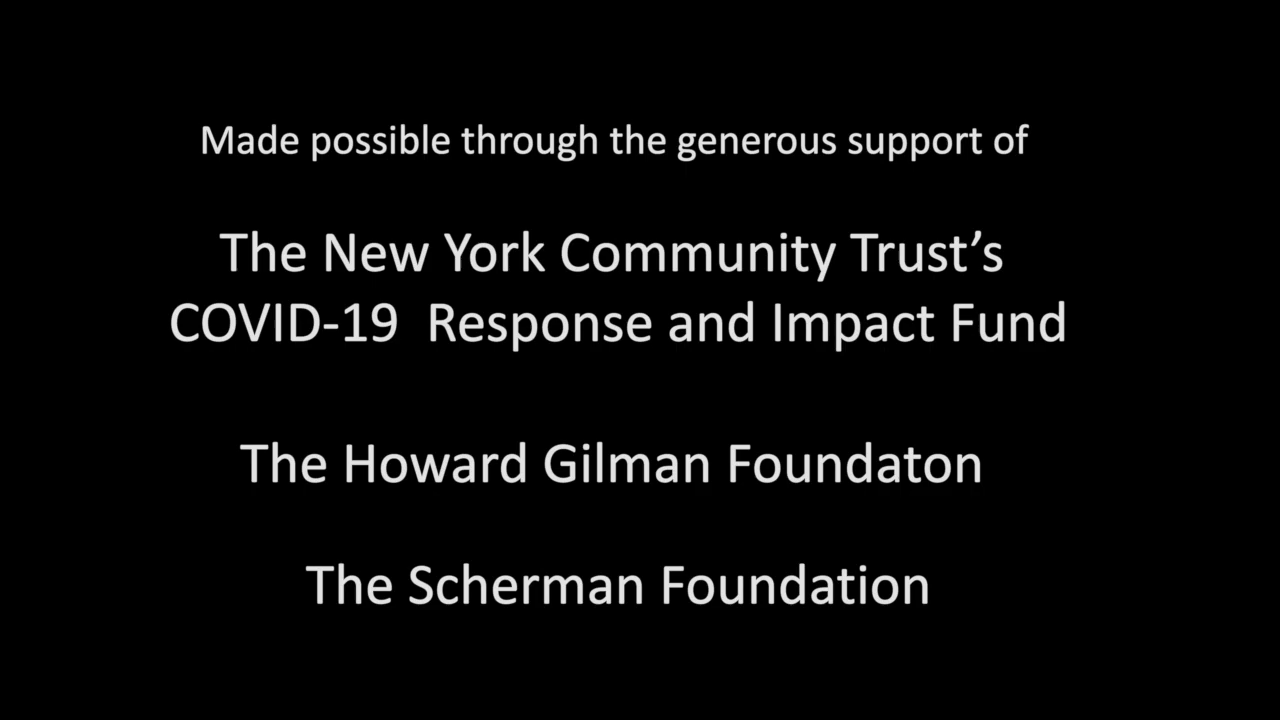 Made possible through the generous support of
The New York Community Trust’s
COVID-19  Response and Impact Fund
The Howard Gilman Foundaton
The Scherman Foundation